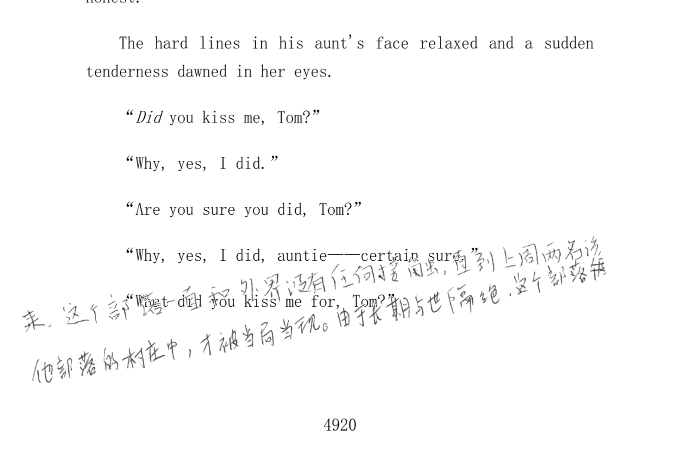 honest.
The hard lines in his aunt's face relaxed and a sudden
tenderness dawned in her eyes.
“Did you kiss me, Tom?”
“Why, yes, I did.”
“Are you sure you did, Tom?”
“Why, yes, I did, auntie——certain sure.”
“What did you kiss me for, Tom?”
来,这个部落一直和外界没有任何接触,直到上周两名该
他部落的村庄中,才被当局当现。由于长期与世隔绝,这个部落
4920